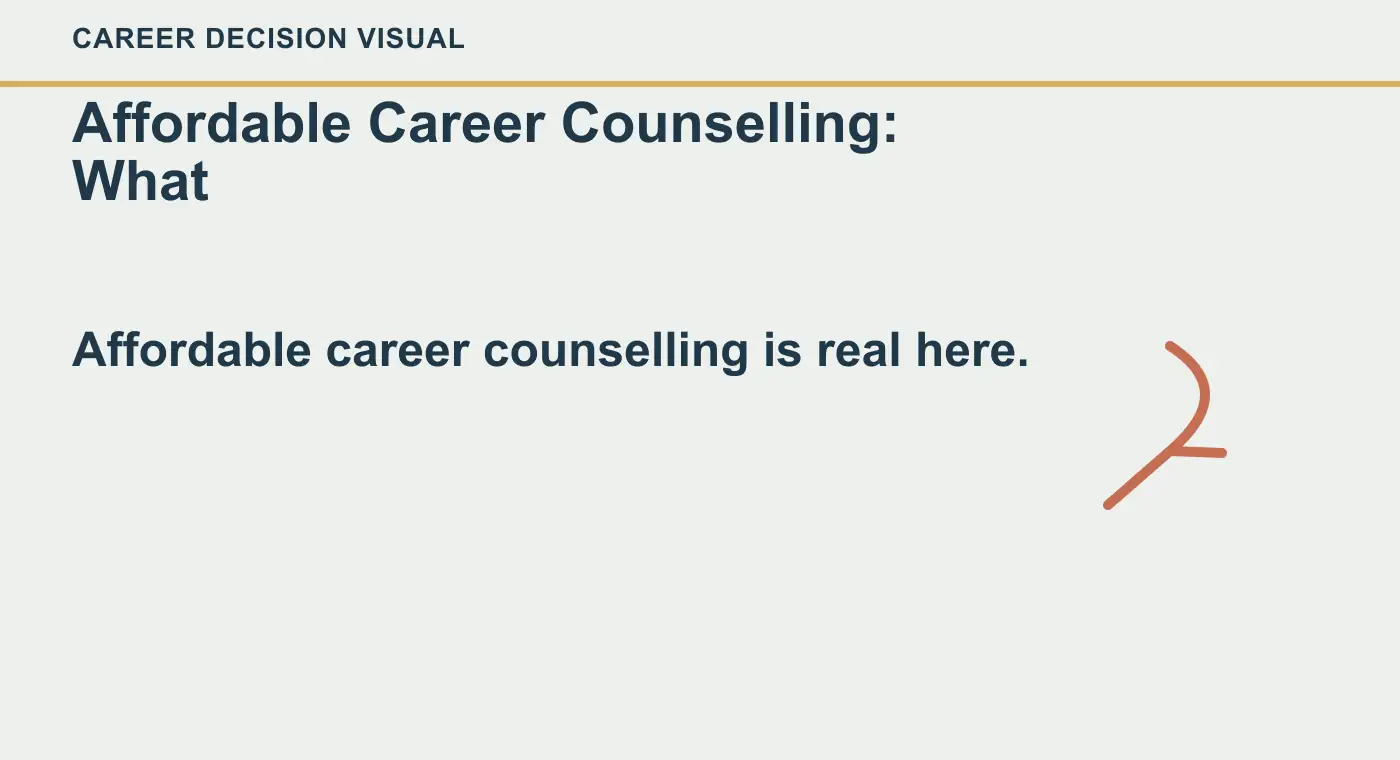 CAREER DECISION VISUAL
Affordable Career Counselling:
What
Affordable career counselling is real here.